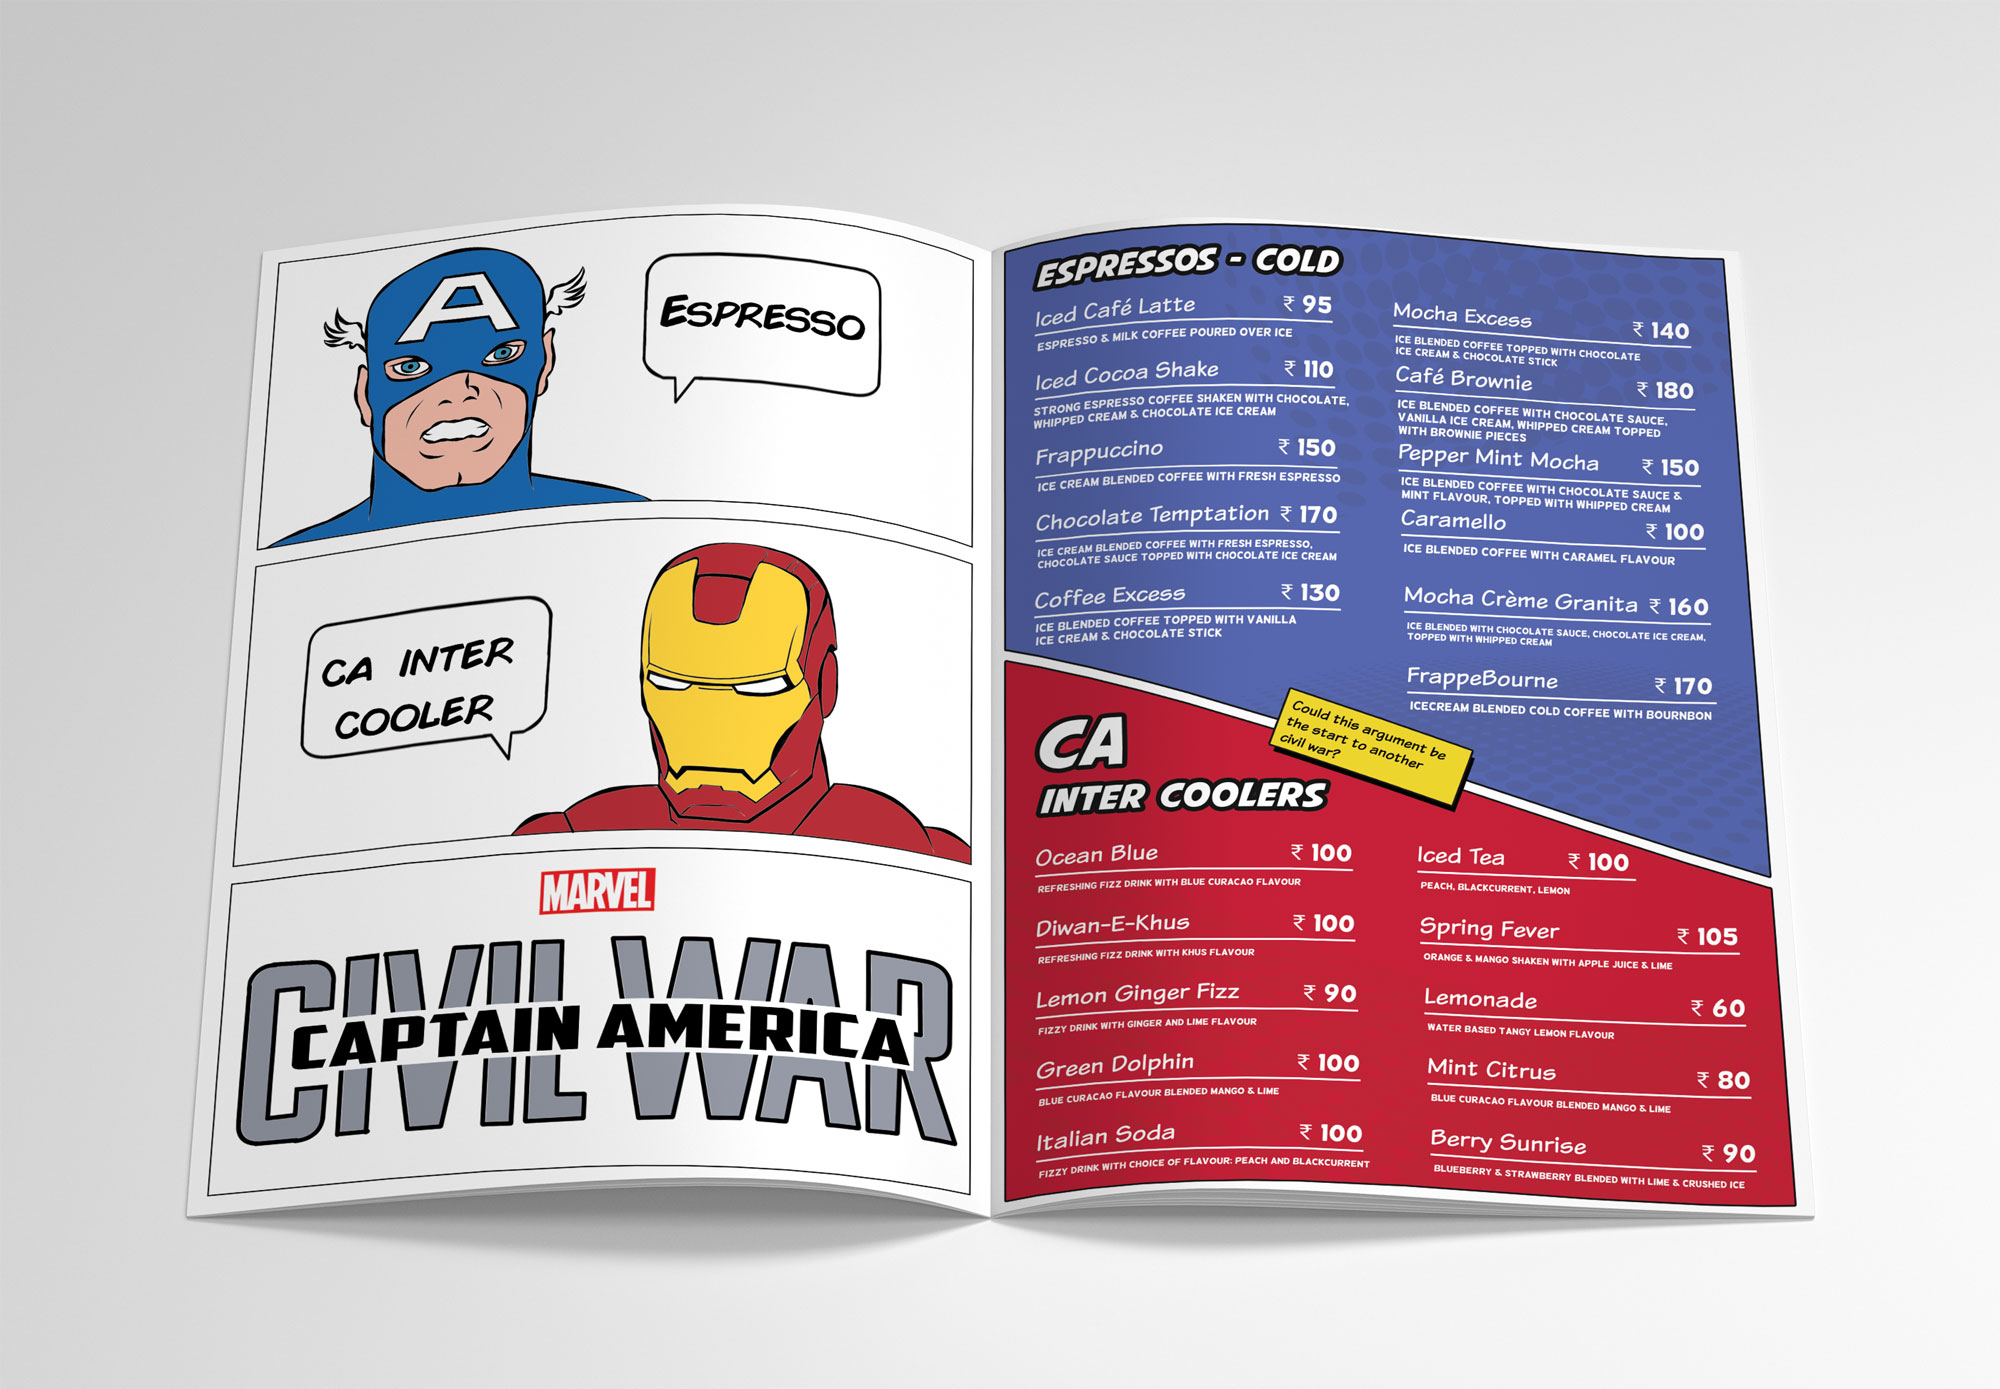 A
ESPRESSO
CA INTER
COOLER
MARVEL
CIVIL WAR
CAPTAIN AMERICA
ESPRESSOS - COLD
Iced Café Latte ₹ 95
ESPRESSO & MILK COFFEE POURED OVER ICE
Iced Cocoa Shake ₹ 110
STRONG ESPRESSO COFFEE SHAKEN WITH CHOCOLATE,
WHIPPED CREAM & CHOCOLATE ICE CREAM
Frappuccino ₹ 150
ICE CREAM BLENDED COFFEE WITH FRESH ESPRESSO
Chocolate Temptation ₹ 170
ICE CREAM BLENDED COFFEE WITH FRESH ESPRESSO,
CHOCOLATE SAUCE TOPPED WITH CHOCOLATE ICE CREAM
Coffee Excess ₹ 130
ICE BLENDED COFFEE TOPPED WITH VANILLA
ICE CREAM & CHOCOLATE STICK
Mocha Excess ₹ 140
ICE BLENDED COFFEE TOPPED WITH CHOCOLATE
ICE CREAM & CHOCOLATE STICK
Café Brownie ₹ 180
ICE BLENDED COFFEE WITH CHOCOLATE SAUCE,
VANILLA ICE CREAM, WHIPPED CREAM TOPPED
WITH BROWNIE PIECES
Pepper Mint Mocha ₹ 150
ICE BLENDED COFFEE WITH CHOCOLATE SAUCE &
MINT FLAVOUR, TOPPED WITH WHIPPED CREAM
Caramello ₹ 100
ICE BLENDED COFFEE WITH CARAMEL FLAVOUR
Mocha Crème Granita ₹ 160
ICE BLENDED WITH CHOCOLATE SAUCE, CHOCOLATE ICE CREAM,
TOPPED WITH WHIPPED CREAM
FrappeBourne ₹ 170
ICECREAM BLENDED COLD COFFEE WITH BOURNBON
Could this argument be
the start to another
civil war?
CA
INTER COOLERS
Ocean Blue ₹ 100
REFRESHING FIZZ DRINK WITH BLUE CURACAO FLAVOUR
Diwan-E-Khus ₹ 100
REFRESHING FIZZ DRINK WITH KHUS FLAVOUR
Lemon Ginger Fizz ₹ 90
FIZZY DRINK WITH GINGER AND LIME FLAVOUR
Green Dolphin ₹ 100
BLUE CURACAO FLAVOUR BLENDED MANGO & LIME
Italian Soda ₹ 100
FIZZY DRINK WITH CHOICE OF FLAVOUR: PEACH AND BLACKCURRENT
Iced Tea ₹ 100
PEACH, BLACKCURRENT, LEMON
Spring Fever ₹ 105
ORANGE & MANGO SHAKEN WITH APPLE JUICE & LIME
Lemonade ₹ 60
WATER BASED TANGY LEMON FLAVOUR
Mint Citrus ₹ 80
BLUE CURACAO FLAVOUR BLENDED MANGO & LIME
Berry Sunrise ₹ 90
BLUEBERRY & STRAWBERRY BLENDED WITH LIME & CRUSHED ICE